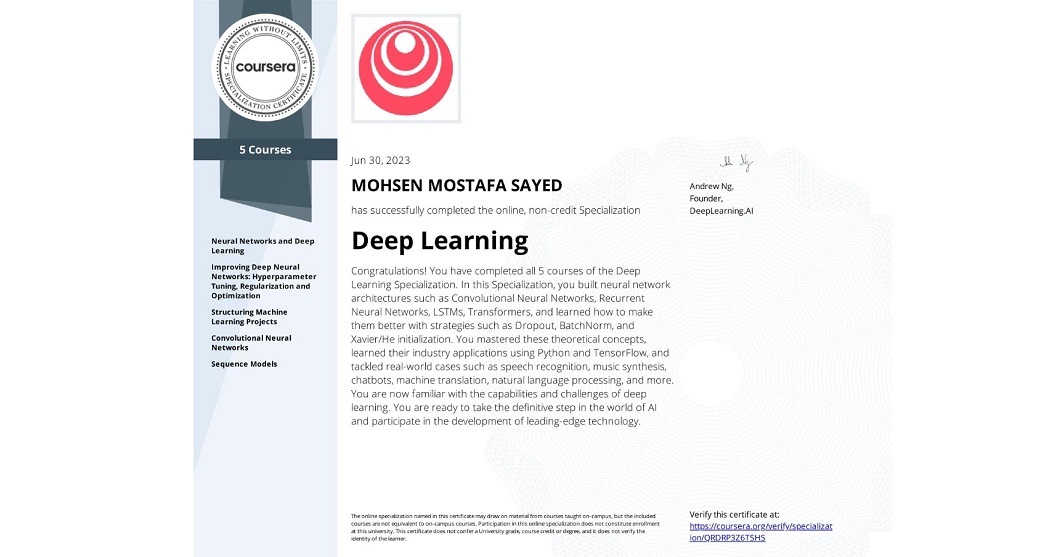 LEARNING WITHOUT LIMITS
coursera
SPECIALIZATION CERTIFICATE
5 Courses
Neural Networks and Deep
Learning
Improving Deep Neural
Networks: Hyperparameter
Tuning, Regularization and
Optimization
Structuring Machine
Learning Projects
Convolutional Neural
Networks
Sequence Models
Jun 30, 2023
MOHSEN MOSTAFA SAYED
has successfully completed the online, non-credit Specialization
Deep Learning
Congratulations! You have completed all 5 courses of the Deep
Learning Specialization. In this Specialization, you built neural network
architectures such as Convolutional Neural Networks, Recurrent
Neural Networks, LSTMs, Transformers, and learned how to make
them better with strategies such as Dropout, BatchNorm, and
Xavier/He initialization. You mastered these theoretical concepts,
learned their industry applications using Python and TensorFlow, and
tackled real-world cases such as speech recognition, music synthesis,
chatbots, machine translation, natural language processing, and more.
You are now familiar with the capabilities and challenges of deep
learning. You are ready to take the definitive step in the world of AI
and participate in the development of leading-edge technology.
Andrew Ng,
Founder,
DeepLearning.AI
The online specialization named in this certificate may draw on material from courses taught on-campus, but the included
courses are not equivalent to on-campus courses. Participation in this online specialization does not constitute enrollment
at this university. This certificate does not confer a University grade, course credit or degree, and it does not verify the
identity of the learner.
Verify this certificate at:
https://coursera.org/verify/specializat
ion/QRDRP3Z6TSHS